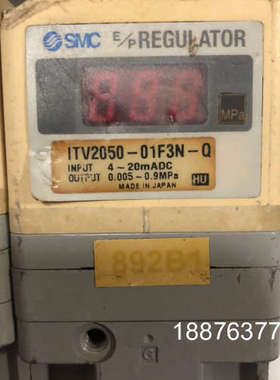 SMC E/P REGULATOR
888
MPa
ITV2050-01F3N-Q
INPUT 4~20mADC
OUTPUT 0.005-0.9MPa
MADE IN JAPAN HU
892B1
18876377
G